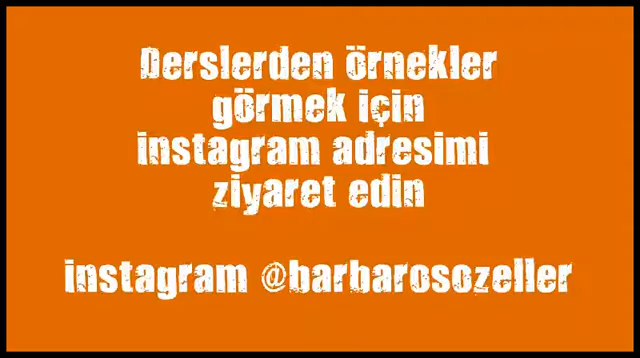 Derslerden örnekler
görmek için
instagram adresimi
ziyaret edin
instagram @barbarosozeller